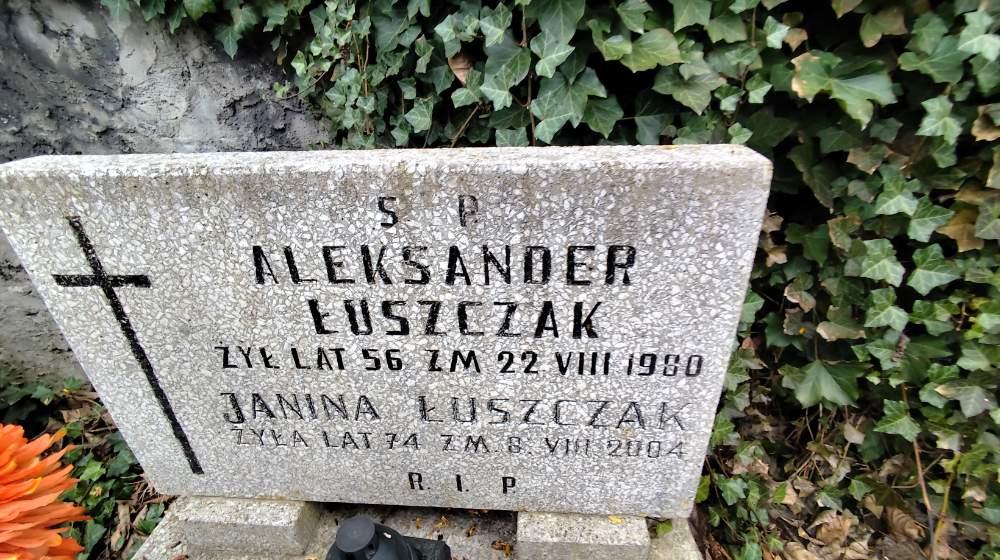 S. P.
ALEKSANDER
ŁUSZCZAK
ŻYŁ LAT 56 ZM 22 VIII 1980
JANINA ŁUSZCZAK
ŻYŁA LAT 74 ZM. 8. VIII. 2004
R. I. P